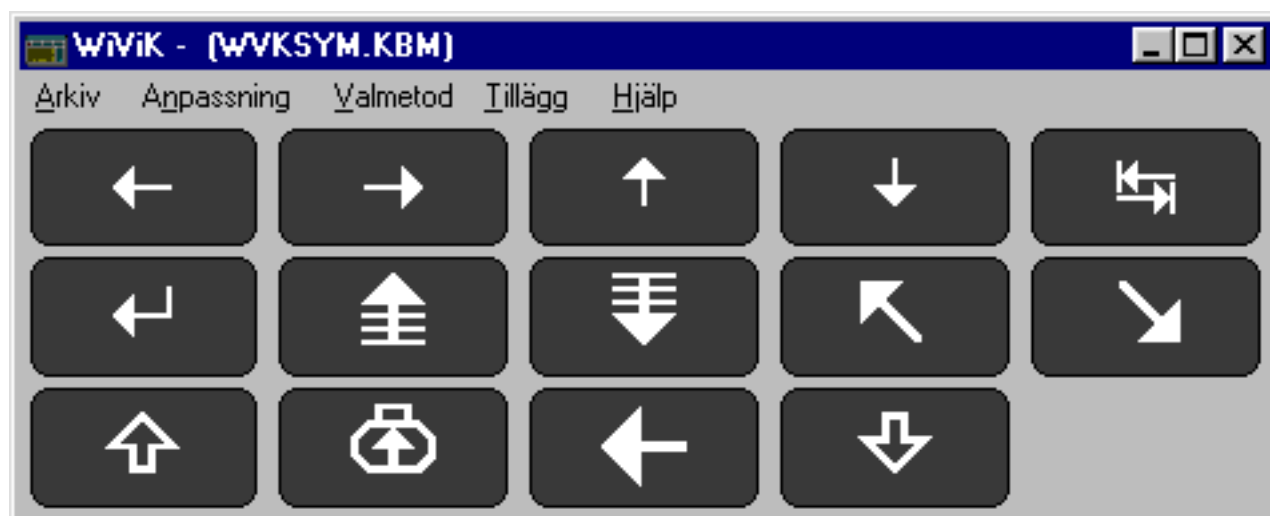 WiViK - (WVKSYM.KBM)
Arkiv Anpassning Valmetod Tillägg Hjälp